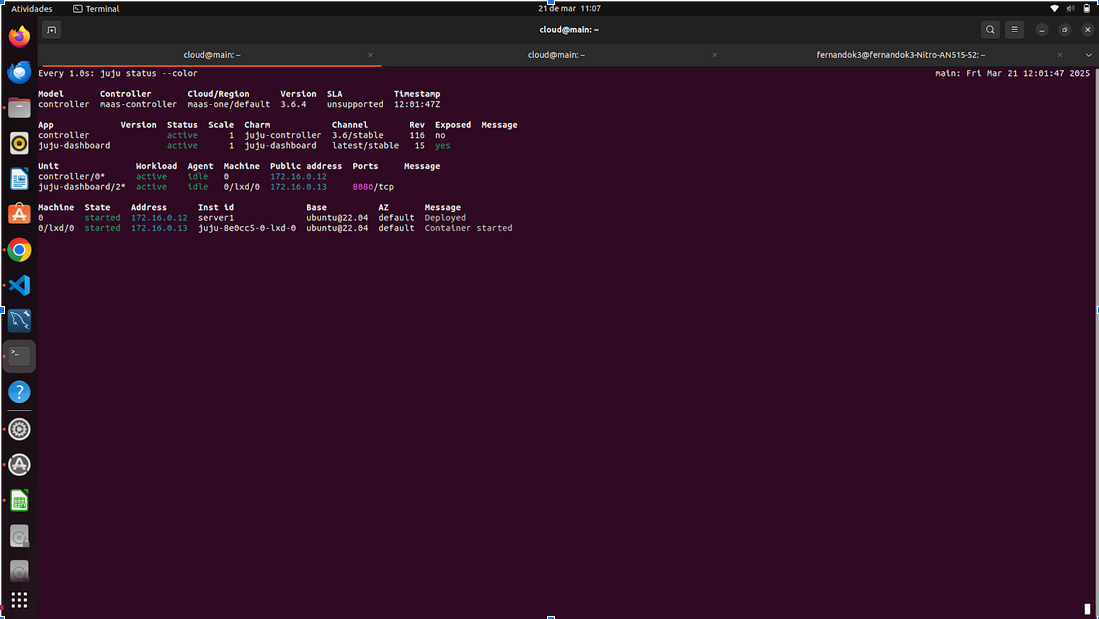 Atividades Terminal 21 de mar 11:07
cloud@main: ~
cloud@main: ~ cloud@main: ~ fernandok3@fernandok3-Nitro-AN515-52: ~
Every 1.0s: juju status --color main: Fri Mar 21 12:01:47 2025
Model Controller Cloud/Region Version SLA Timestamp
controller maas-controller maas-one/default 3.6.4 unsupported 12:01:47Z
App Version Status Scale Charm Channel Rev Exposed Message
controller active 1 juju-controller 3.6/stable 116 no
juju-dashboard active 1 juju-dashboard latest/stable 15 yes
Unit Workload Agent Machine Public address Ports Message
controller/0* active idle 0 172.16.0.12
juju-dashboard/2* active idle 0/lxd/0 172.16.0.13 8080/tcp
Machine State Address Inst id Base AZ Message
0 started 172.16.0.12 server1 ubuntu@22.04 default Deployed
0/lxd/0 started 172.16.0.13 juju-8e0cc5-0-lxd-0 ubuntu@22.04 default Container started